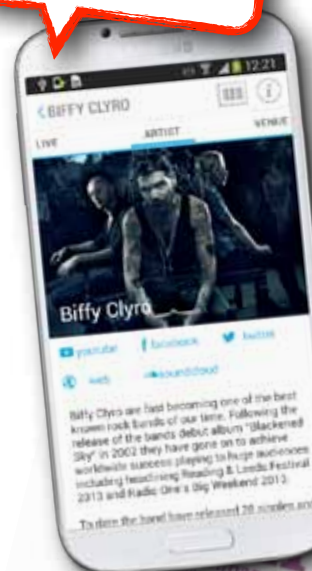 12:21
BIFFY CLYRO
LIVE
ARTIST
VENUE
Biffy Clyro
youtube
facebook
twitter
web
soundcloud
Biffy Clyro are fast becoming one of the best
known rock bands of our time. Following the
release of the bands debut album "Blackened
Sky" in 2002 they have gone on to achieve
worldwide success playing to huge audiences
including headlining Reading & Leeds Festival
2313 and Radio One's Big Weekend 2013.
To date the band have released 20 singles and